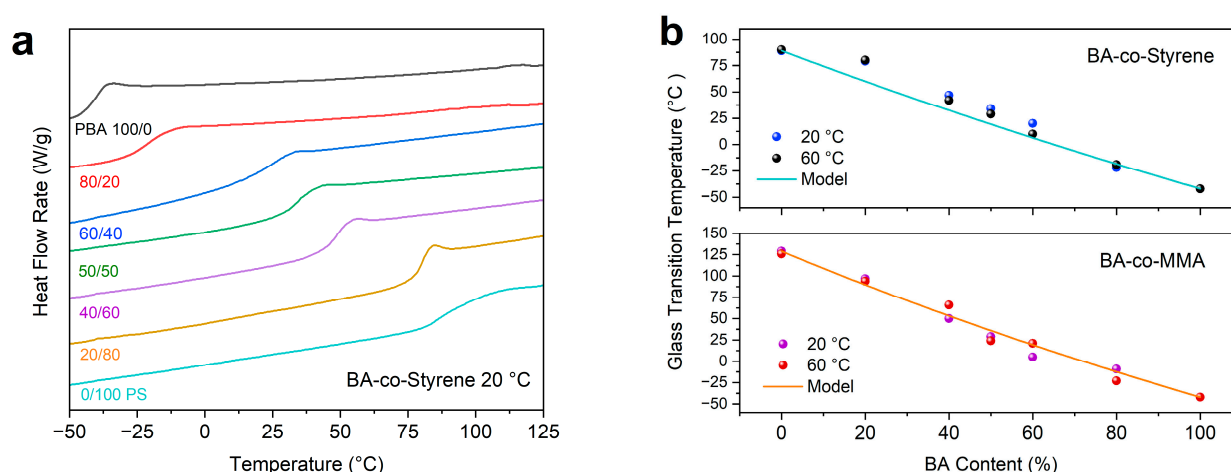 a
Heat Flow Rate (W/g)
PBA 100/0
80/20
60/40
50/50
40/60
20/80
0/100 PS
BA-co-Styrene 20 °C
−50 −25 0 25 50 75 100 125
Temperature (°C)
b
Glass Transition Temperature (°C)
100
75
50
25
0
−25
−50
BA-co-Styrene
20 °C
60 °C
Model
150
125
100
75
50
25
0
−25
−50
BA-co-MMA
20 °C
60 °C
Model
0 20 40 60 80 100
BA Content (%)